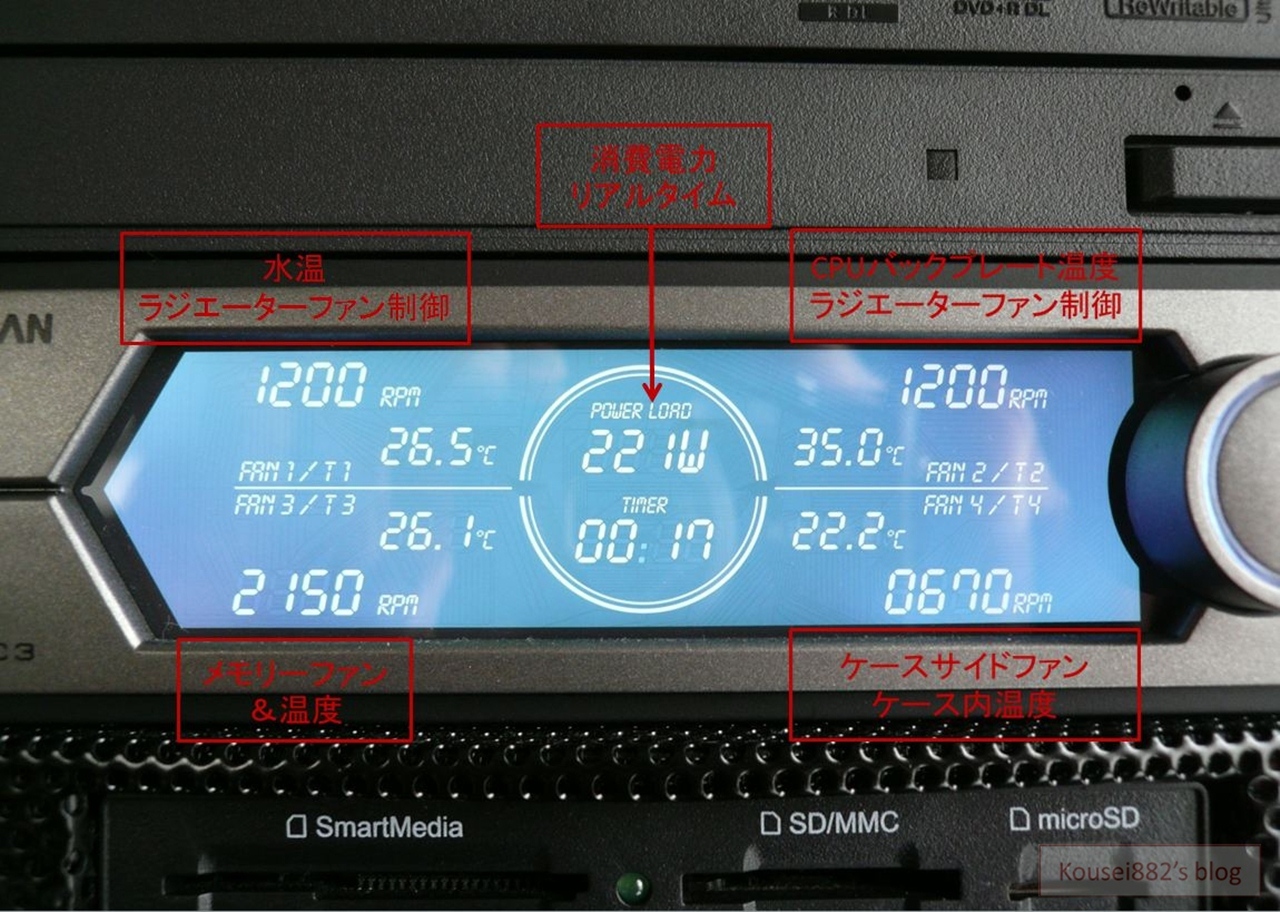 R DL
DVD+R DL
ReWritable
消費電力
リアルタイム
水温
ラジエーターファン制御
CPUバックプレート温度
ラジエーターファン制御
AN
1200 RPM
26.5℃
FAN 1 / T1
FAN 3 / T3
26.1℃
2150 RPM
POWER LOAD
221W
TIMER
00:17
1200 RPM
35.0℃
FAN 2 / T2
FAN 4 / T4
22.2℃
0670 RPM
C3
メモリーファン
&温度
ケースサイドファン
ケース内温度
SmartMedia
SD/MMC
microSD
Kousei882's blog